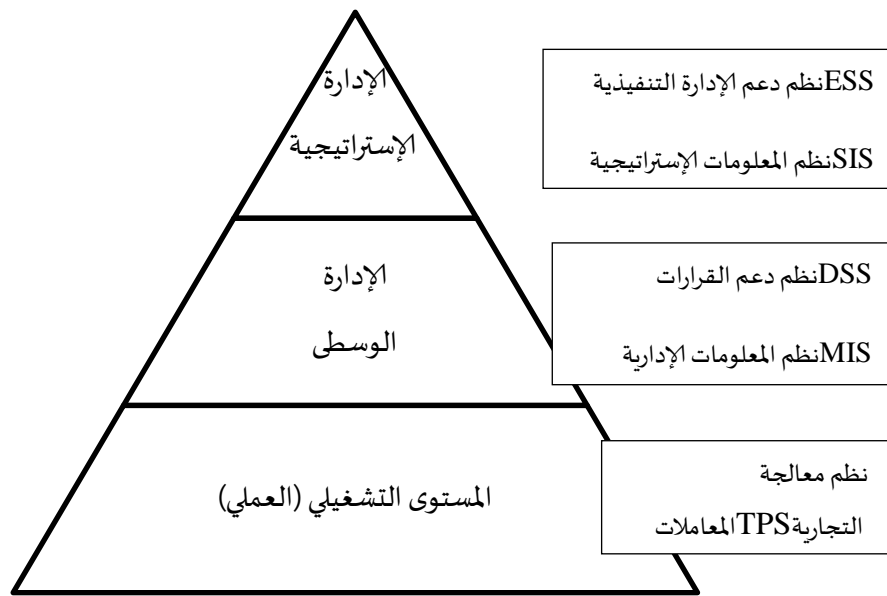 الإدارة
الإستراتيجية
ESSنظم دعم الإدارة التنفيذية
SISنظم المعلومات الإستراتيجية
الإدارة
الوسطى
DSSنظم دعم القرارات
MISنظم المعلومات الإدارية
المستوى التشغيلي (العملي)
نظم معالجة
التجاريةTPSالمعاملات